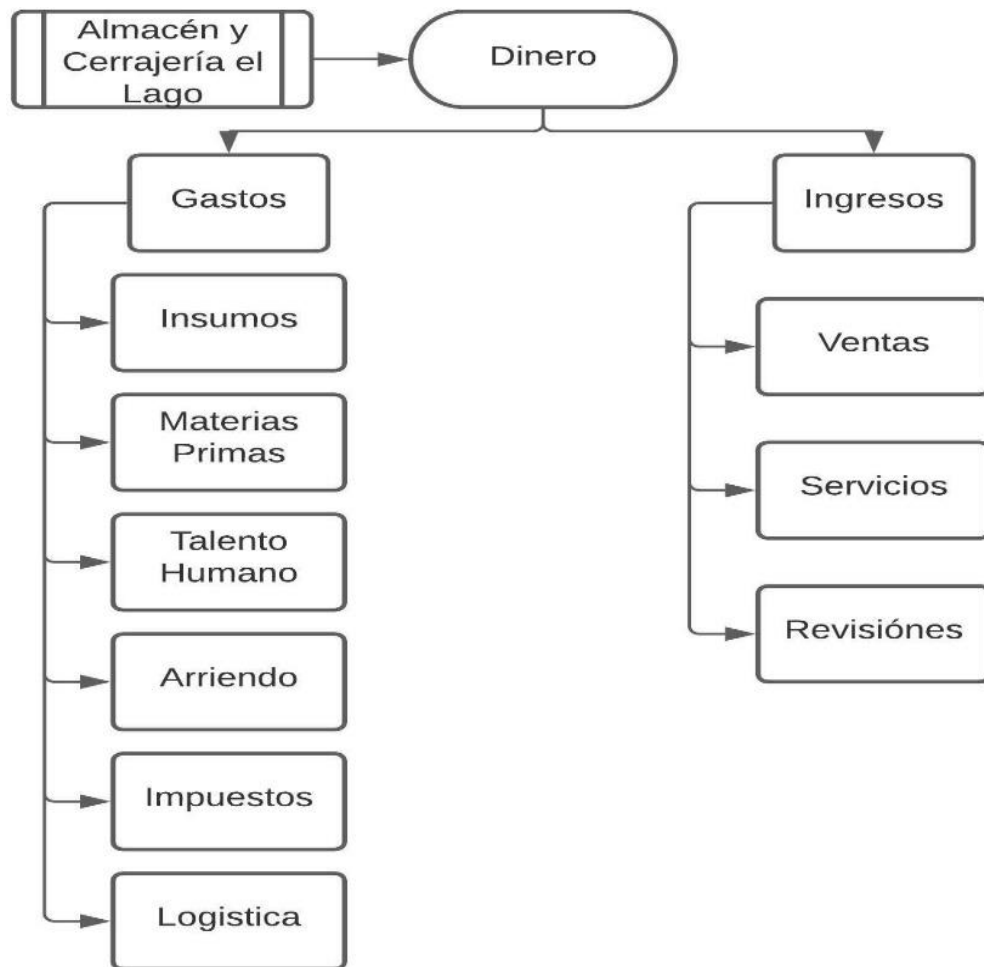 Almacén y
Cerrajería el
Lago
Dinero
Gastos
Insumos
Materias
Primas
Talento
Humano
Arriendo
Impuestos
Logistica
Ingresos
Ventas
Servicios
Revisiónes